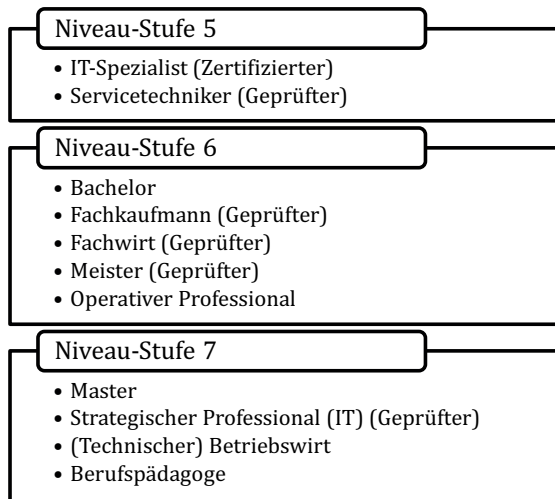 Niveau-Stufe 5
• IT-Spezialist (Zertifizierter)
• Servicetechniker (Geprüfter)
Niveau-Stufe 6
• Bachelor
• Fachkaufmann (Geprüfter)
• Fachwirt (Geprüfter)
• Meister (Geprüfter)
• Operativer Professional
Niveau-Stufe 7
• Master
• Strategischer Professional (IT) (Geprüfter)
• (Technischer) Betriebswirt
• Berufspädagoge